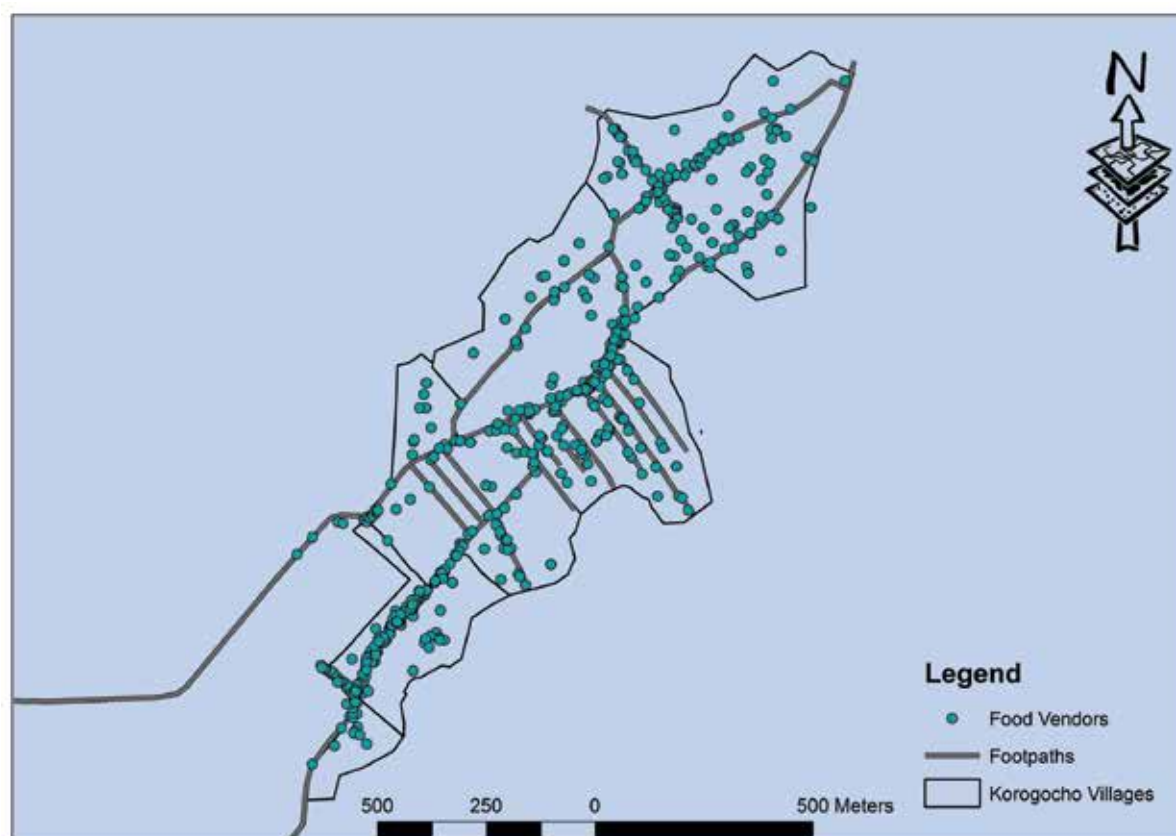 N
Legend
Food Vendors
Footpaths
Korogocho Villages
500 250 0 500 Meters